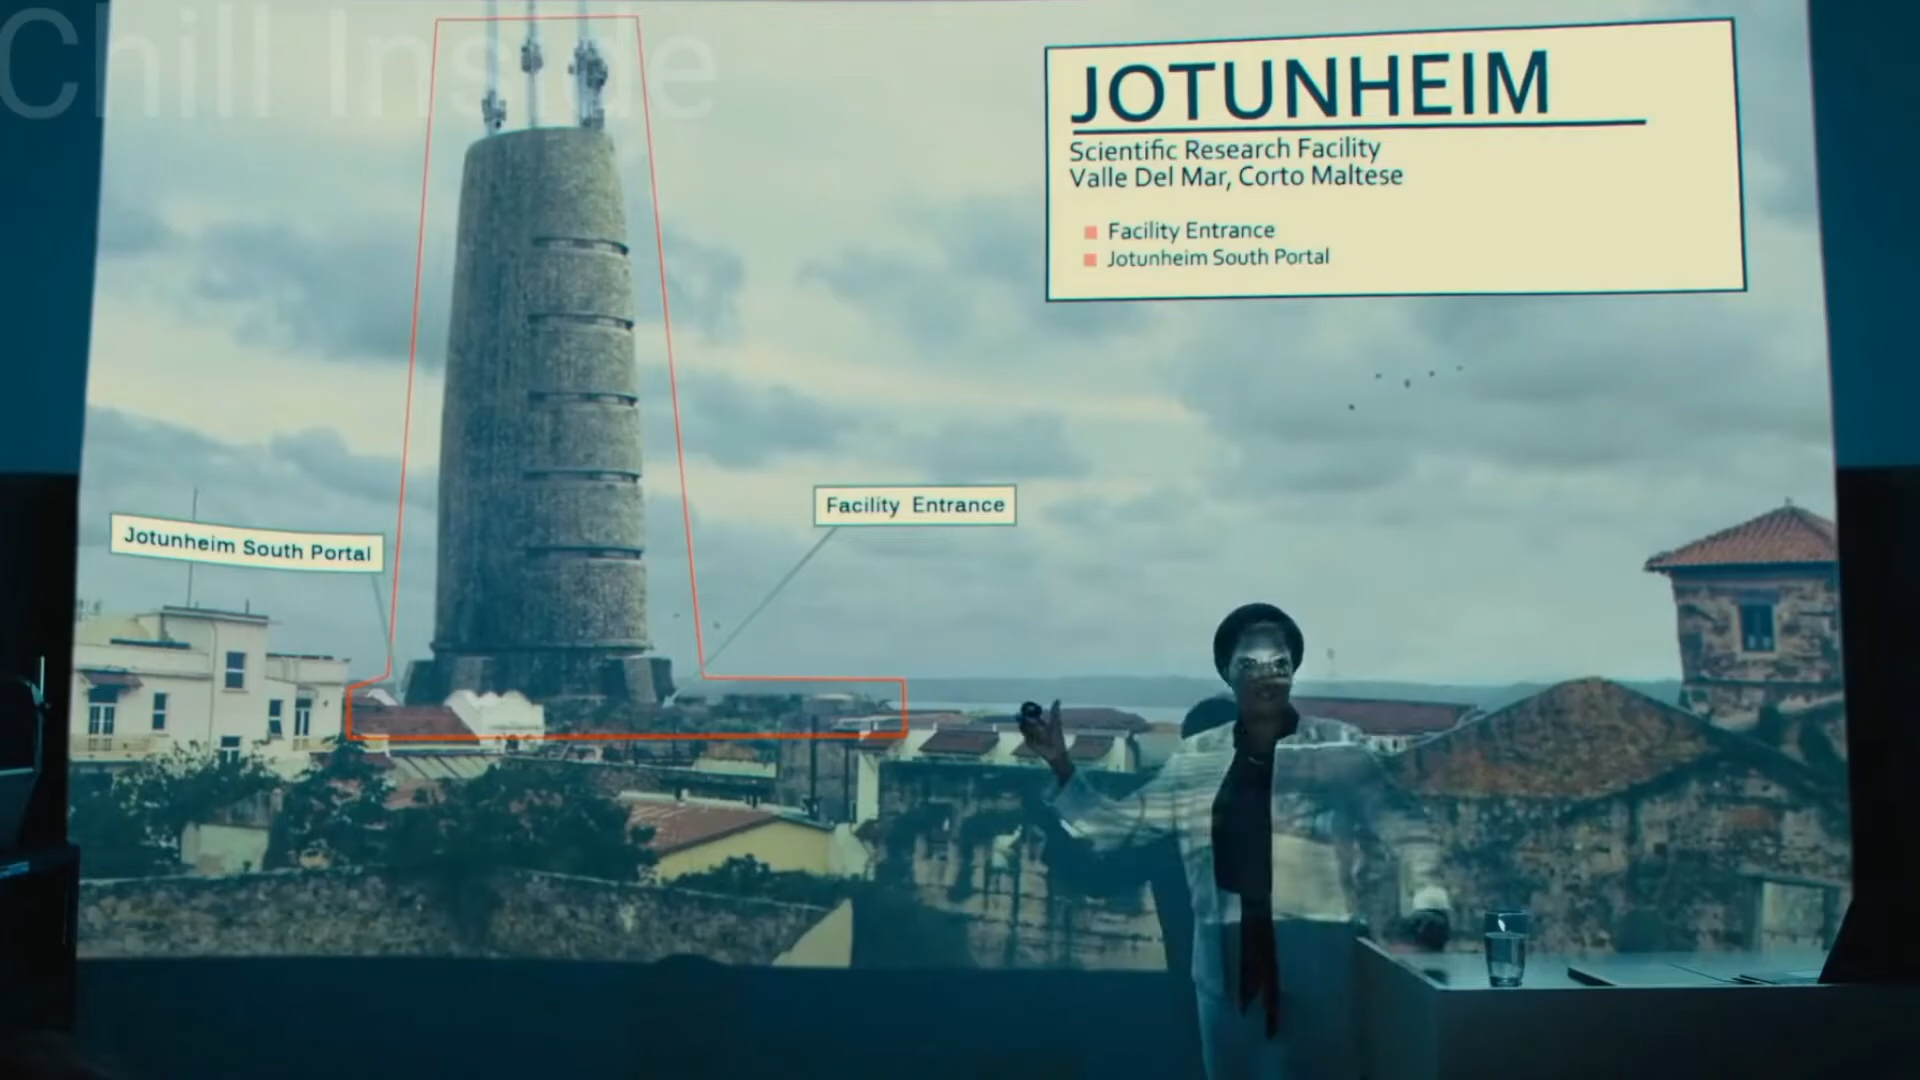 Chill Inside
JOTUNHEIM
Scientific Research Facility
Valle Del Mar, Corto Maltese
Facility Entrance
Jotunheim South Portal
Facility Entrance
Jotunheim South Portal